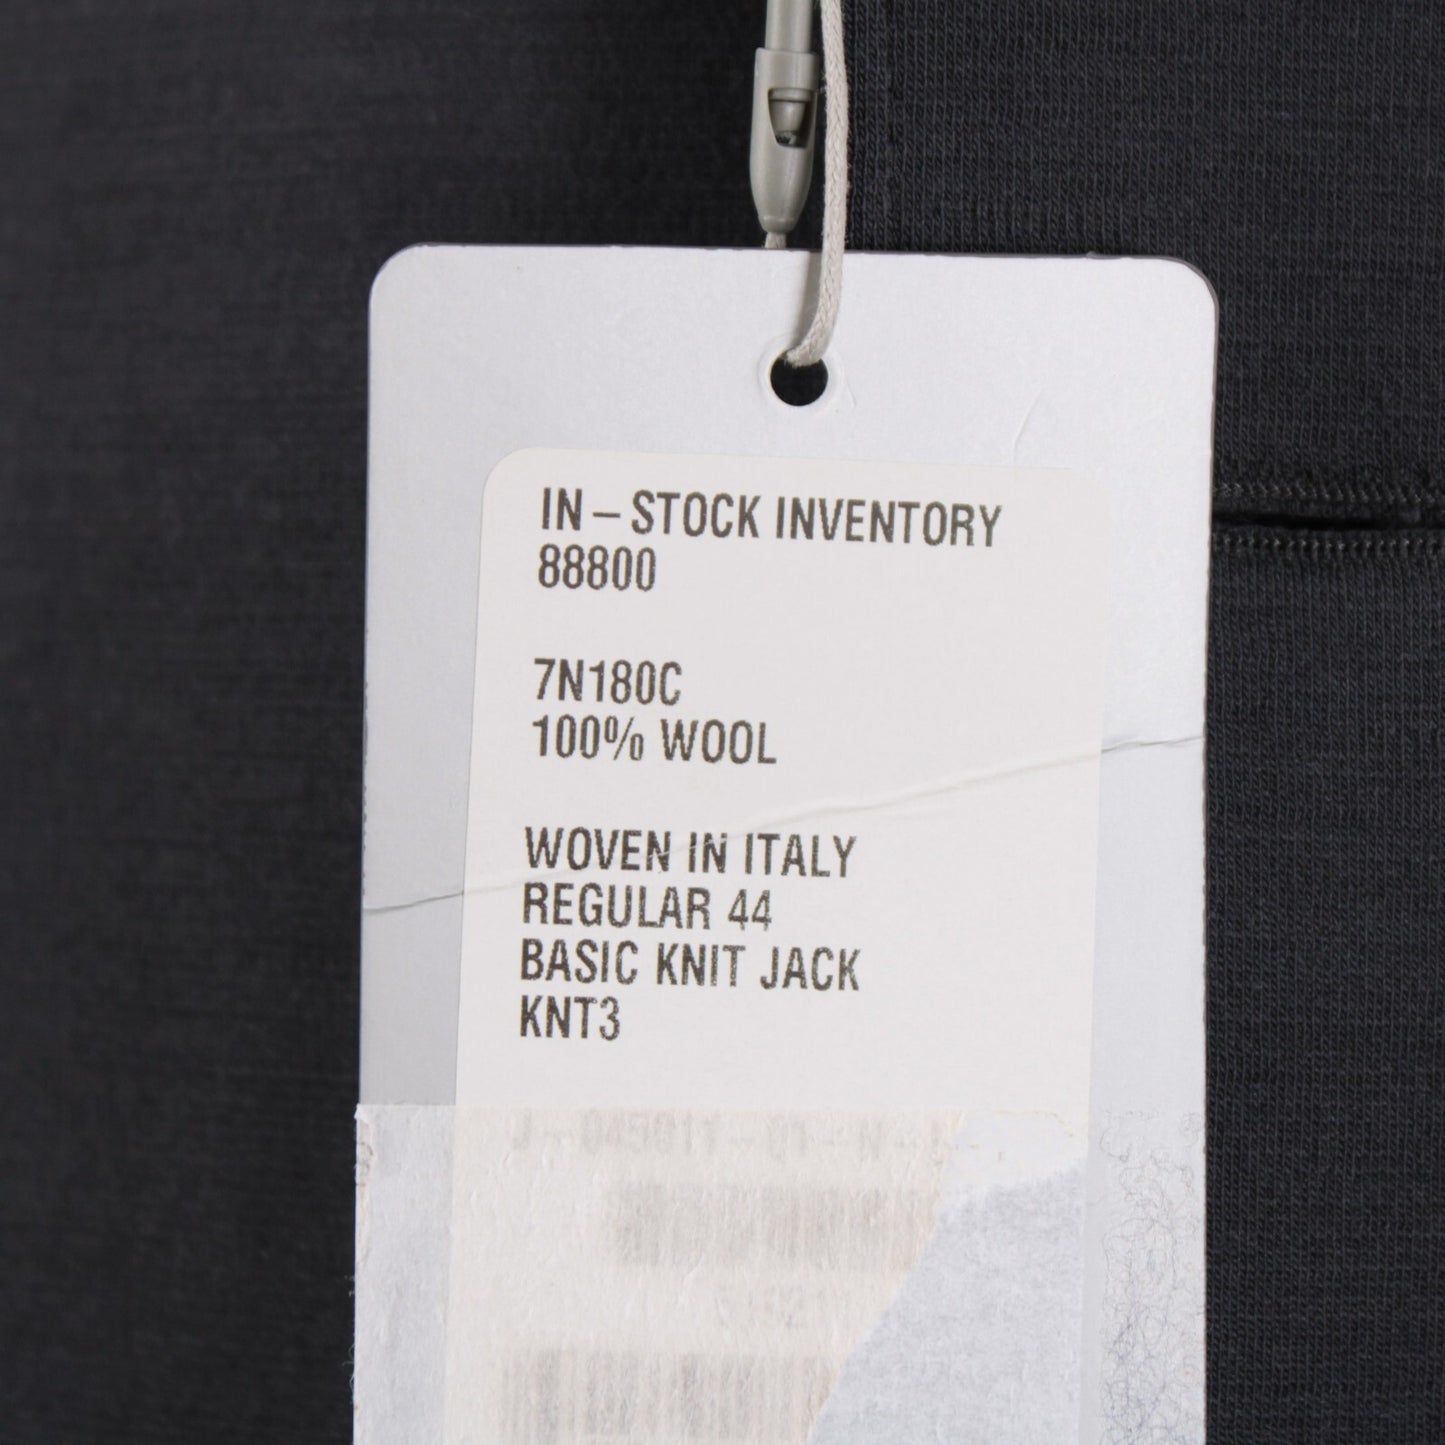 IN-STOCK INVENTORY
88800
7N180C
100% WOOL
WOVEN IN ITALY
REGULAR 44
BASIC KNIT JACK
KNT3